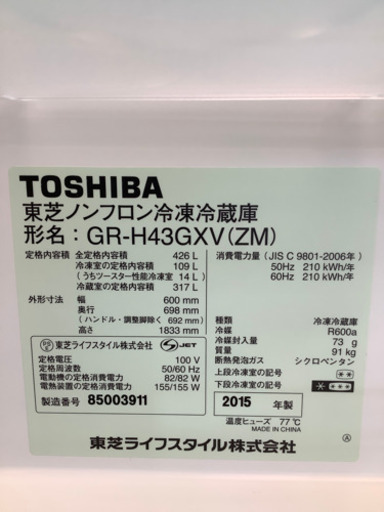 TOSHIBA
東芝ノンフロン冷凍冷蔵庫
形名：GR-H43GXV(ZM)
定格内容積 全定格内容積 426 L
冷凍室の定格内容積 109 L
(うちツースター性能冷凍室 14 L)
冷蔵室の定格内容積 317 L
外形寸法 幅 600 mm
奥行 698 mm
(ハンドル・調整脚除く 692 mm)
高さ 1833 mm
消費電力量 (JIS C 9801-2006年)
50Hz 210 kWh/年
60Hz 210 kWh/年
種類 冷凍冷蔵庫
冷媒 R600a
冷媒封入量 73 g
質量 91 kg
断熱発泡ガス シクロペンタン
上段冷凍室の記号
下段冷凍室の記号
PS E 東芝ライフスタイル株式会社 JET
定格電圧 100 V
定格周波数 50/60 Hz
電動機の定格消費電力 82/82 W
電熱装置の定格消費電力 155/155 W
製造番号 85003911
2015 年製
温度ヒューズ 77℃
MADE IN CHINA
東芝ライフスタイル株式会社 Ⓐ